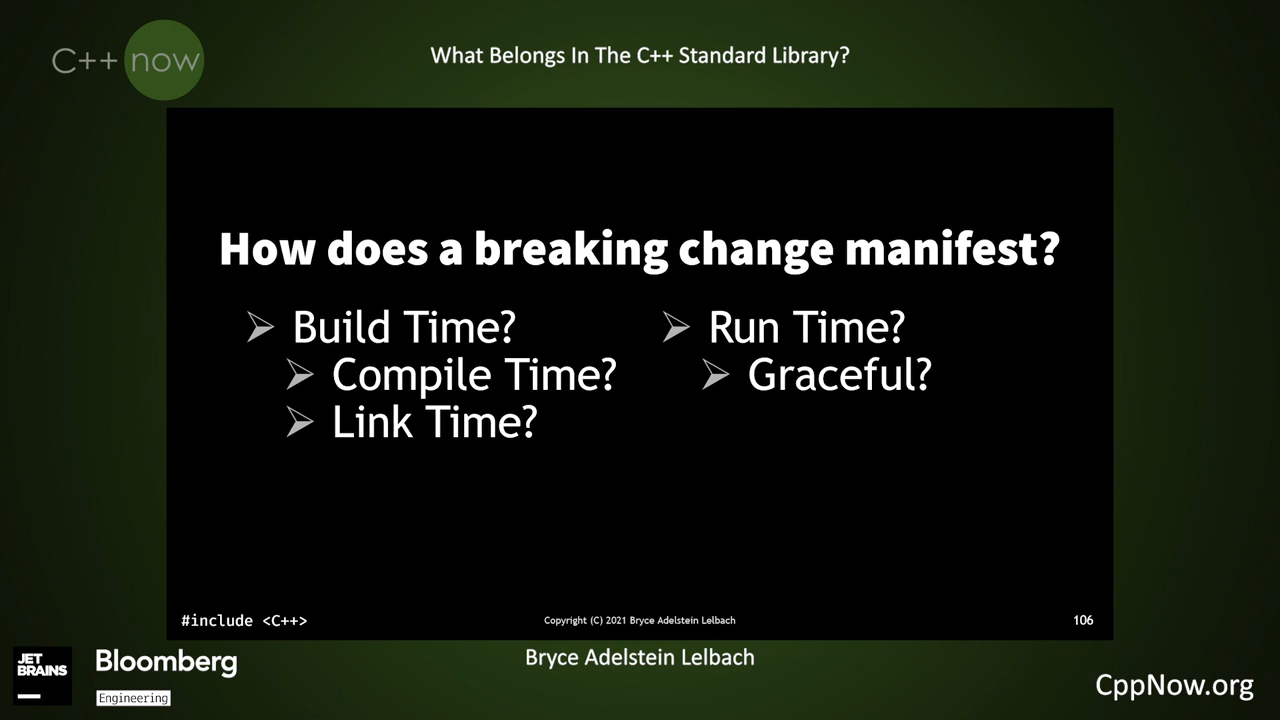 C++ now
What Belongs In The C++ Standard Library?
How does a breaking change manifest?
Build Time?
Compile Time?
Link Time?
Run Time?
Graceful?
#include <C++>
Copyright (C) 2021 Bryce Adelstein Lelbach
106
JET
BRAINS
Bloomberg
Engineering
Bryce Adelstein Lelbach
CppNow.org